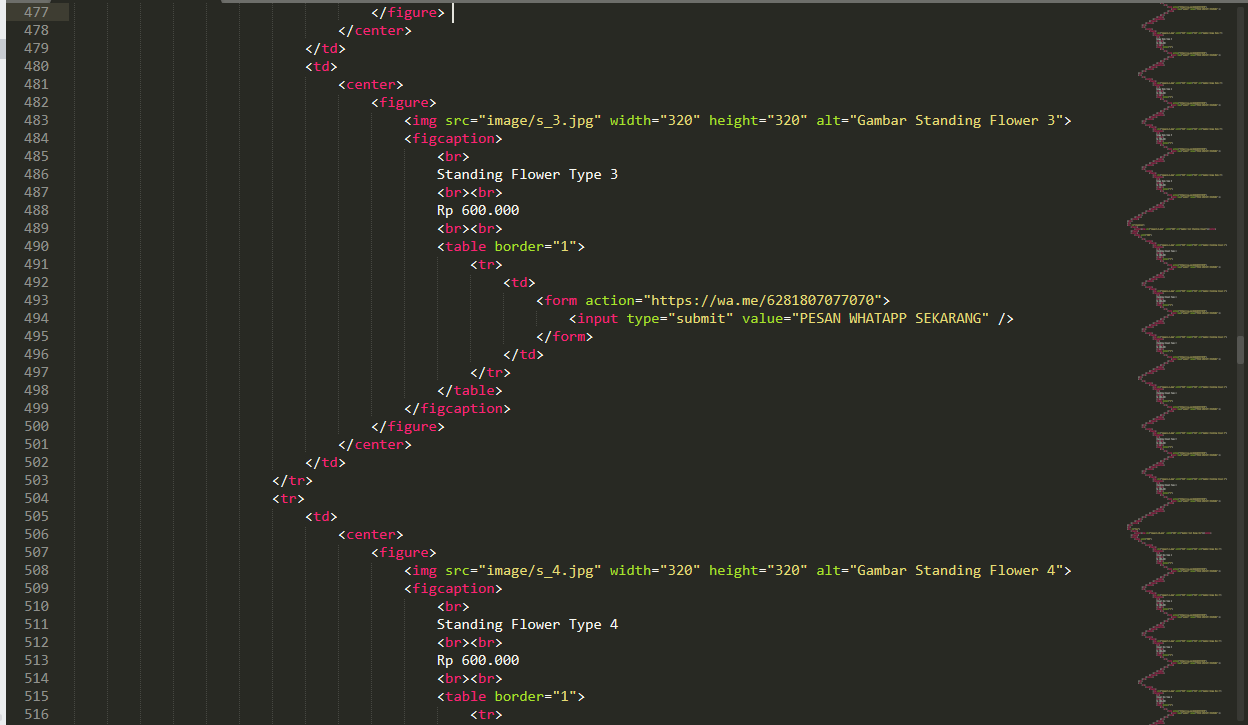 477 </figure>
478 </center>
479 </td>
480 <td>
481 <center>
482 <figure>
483 <img src="image/s_3.jpg" width="320" height="320" alt="Gambar Standing Flower 3">
484 <figcaption>
485 <br>
486 Standing Flower Type 3
487 <br><br>
488 Rp 600.000
489 <br><br>
490 <table border="1">
491 <tr>
492 <td>
493 <form action="https://wa.me/6281807077070">
494 <input type="submit" value="PESAN WHATAPP SEKARANG" />
495 </form>
496 </td>
497 </tr>
498 </table>
499 </figcaption>
500 </figure>
501 </center>
502 </td>
503 </tr>
504 <tr>
505 <td>
506 <center>
507 <figure>
508 <img src="image/s_4.jpg" width="320" height="320" alt="Gambar Standing Flower 4">
509 <figcaption>
510 <br>
511 Standing Flower Type 4
512 <br><br>
513 Rp 600.000
514 <br><br>
515 <table border="1">
516 <tr>